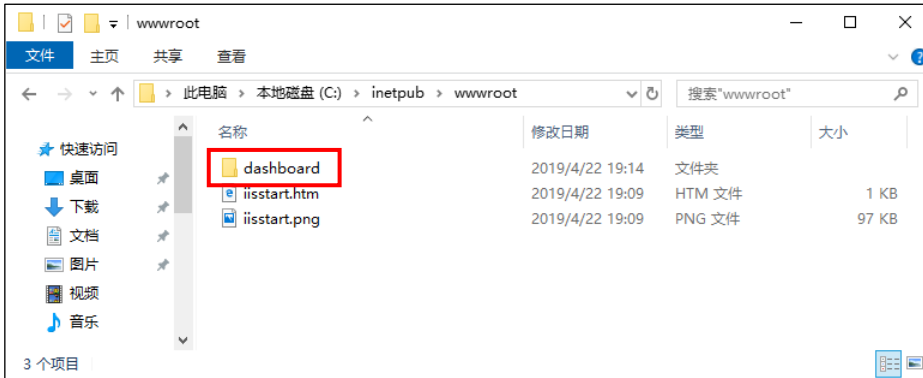 wwwroot
文件 主页 共享 查看
此电脑 > 本地磁盘 (C:) > inetpub > wwwroot 搜索"wwwroot"
快速访问
桌面
下载
文档
图片
视频
音乐
名称 修改日期 类型 大小
dashboard 2019/4/22 19:14 文件夹
iisstart.htm 2019/4/22 19:09 HTM 文件 1 KB
iisstart.png 2019/4/22 19:09 PNG 文件 97 KB
3 个项目